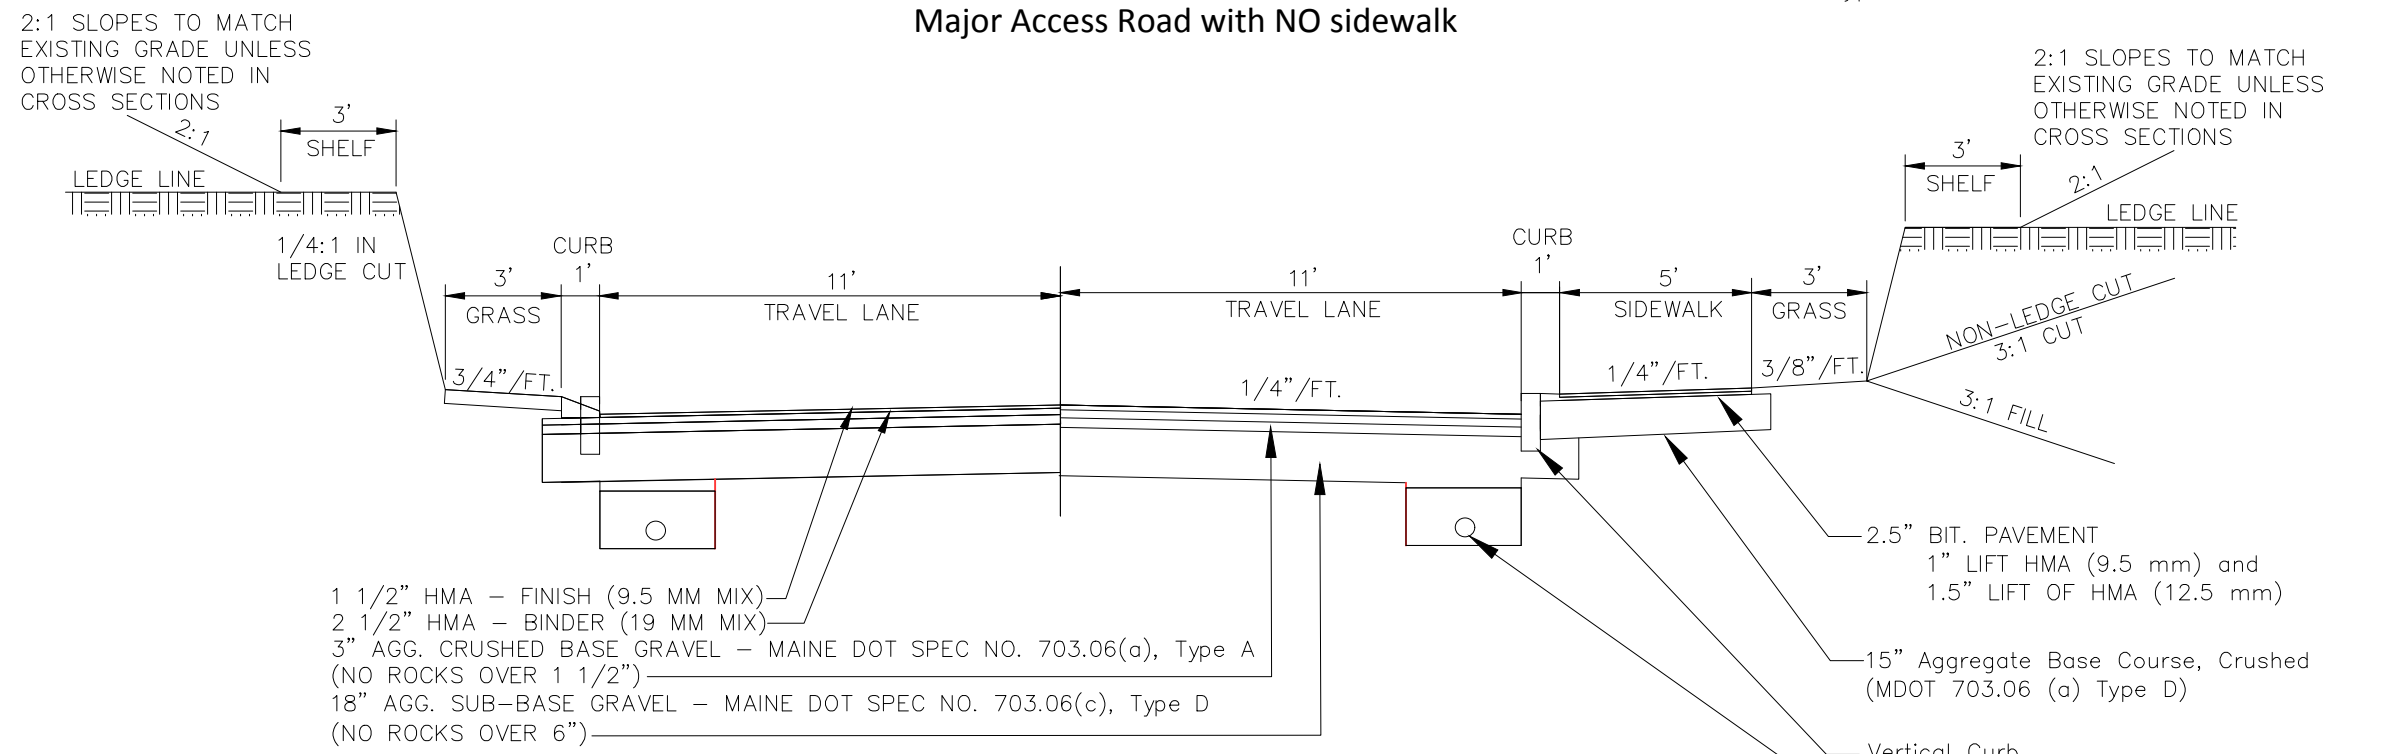 Major Access Road with NO sidewalk
2:1 SLOPES TO MATCH
EXISTING GRADE UNLESS
OTHERWISE NOTED IN
CROSS SECTIONS
2:1
3'
SHELF
LEDGE LINE
1/4:1 IN
LEDGE CUT
2:1 SLOPES TO MATCH
EXISTING GRADE UNLESS
OTHERWISE NOTED IN
CROSS SECTIONS
3'
SHELF
2:1
LEDGE LINE
CURB
1'
3'
GRASS
11'
TRAVEL LANE
11'
TRAVEL LANE
CURB
1'
5'
SIDEWALK
3'
GRASS
3/4"/FT.
1/4"/FT.
1/4"/FT.
3/8"/FT.
NON-LEDGE CUT
3:1 CUT
3:1 FILL
1 1/2" HMA – FINISH (9.5 MM MIX)
2 1/2" HMA – BINDER (19 MM MIX)
3" AGG. CRUSHED BASE GRAVEL – MAINE DOT SPEC NO. 703.06(a), Type A
(NO ROCKS OVER 1 1/2")
18" AGG. SUB-BASE GRAVEL – MAINE DOT SPEC NO. 703.06(c), Type D
(NO ROCKS OVER 6")
2.5" BIT. PAVEMENT
1" LIFT HMA (9.5 mm) and
1.5" LIFT OF HMA (12.5 mm)
15" Aggregate Base Course, Crushed
(MDOT 703.06 (a) Type D)
Vertical Curb